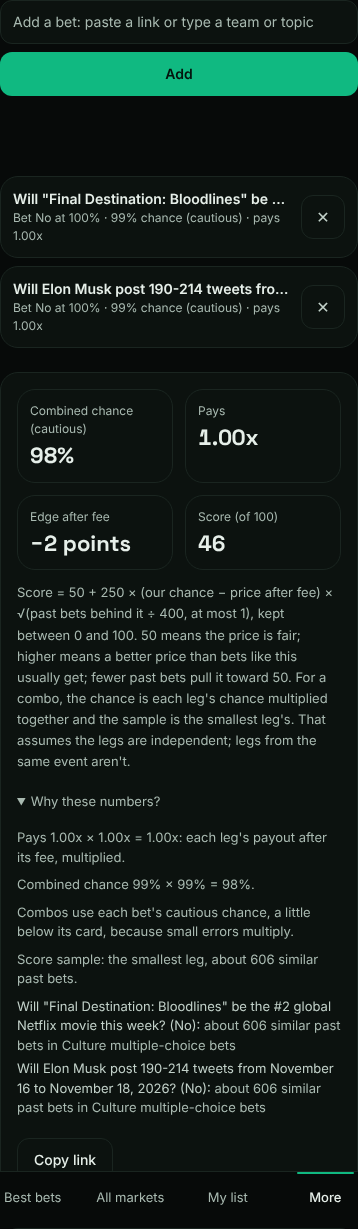 Add a bet: paste a link or type a team or topic
Add
Will "Final Destination: Bloodlines" be ...
Bet No at 100% · 99% chance (cautious) · pays
1.00x
✕
Will Elon Musk post 190-214 tweets fro...
Bet No at 100% · 99% chance (cautious) · pays
1.00x
✕
Combined chance
(cautious)
98%
Pays
1.00x
Edge after fee
−2 points
Score (of 100)
46
Score = 50 + 250 × (our chance − price after fee) ×
√(past bets behind it ÷ 400, at most 1), kept
between 0 and 100. 50 means the price is fair;
higher means a better price than bets like this
usually get; fewer past bets pull it toward 50. For a
combo, the chance is each leg's chance multiplied
together and the sample is the smallest leg's. That
assumes the legs are independent; legs from the
same event aren't.
▼ Why these numbers?
Pays 1.00x × 1.00x = 1.00x: each leg's payout after
its fee, multiplied.
Combined chance 99% × 99% = 98%.
Combos use each bet's cautious chance, a little
below its card, because small errors multiply.
Score sample: the smallest leg, about 606 similar
past bets.
Will "Final Destination: Bloodlines" be the #2 global
Netflix movie this week? (No): about 606 similar past
bets in Culture multiple-choice bets
Will Elon Musk post 190-214 tweets from November
16 to November 18, 2026? (No): about 606 similar
past bets in Culture multiple-choice bets
Copy link
Best bets
All markets
My list
More